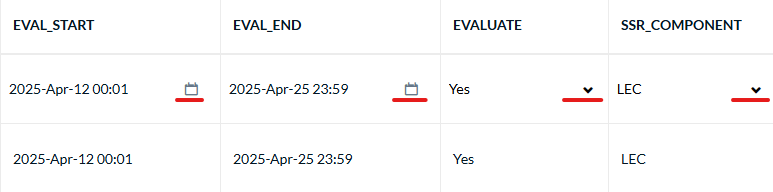 EVAL_START EVAL_END EVALUATE SSR_COMPONENT
2025-Apr-12 00:01 2025-Apr-25 23:59 Yes LEC
2025-Apr-12 00:01 2025-Apr-25 23:59 Yes LEC